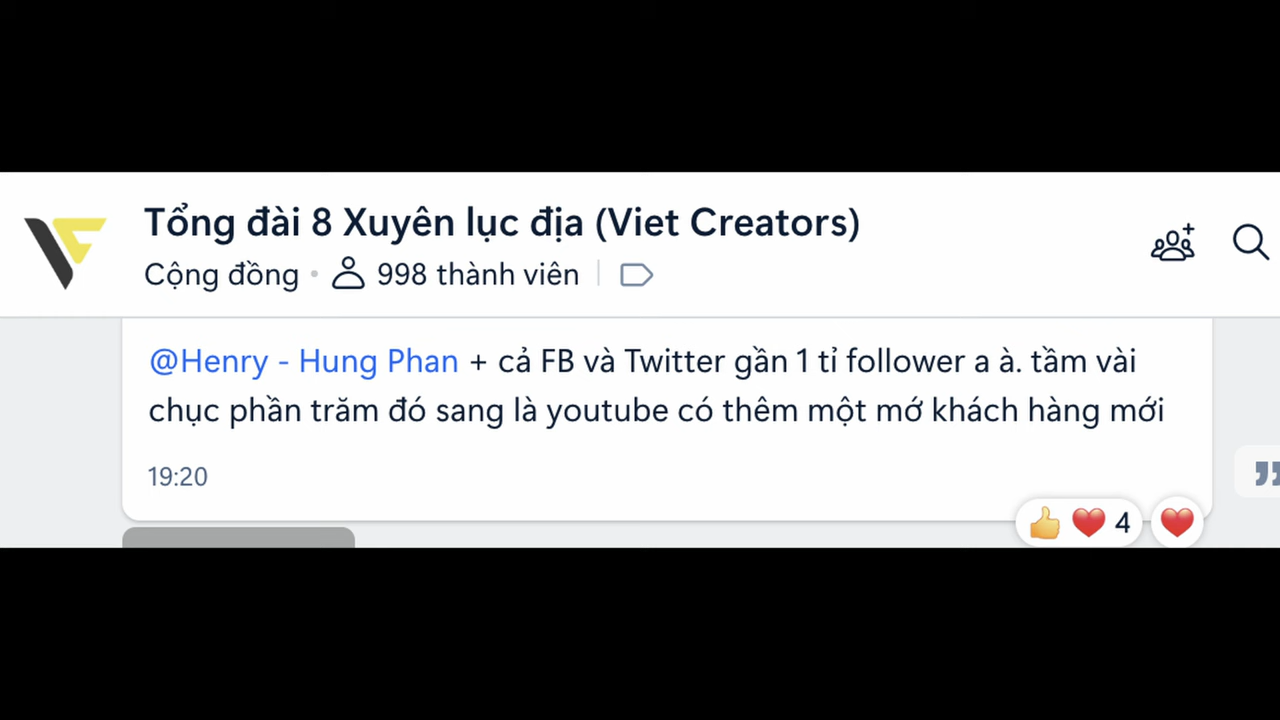 Tổng đài 8 Xuyên lục địa (Viet Creators)
Cộng đồng • 998 thành viên
@Henry - Hung Phan + cả FB và Twitter gần 1 tỉ follower a à. tầm vài
chục phần trăm đó sang là youtube có thêm một mớ khách hàng mới
19:20
4